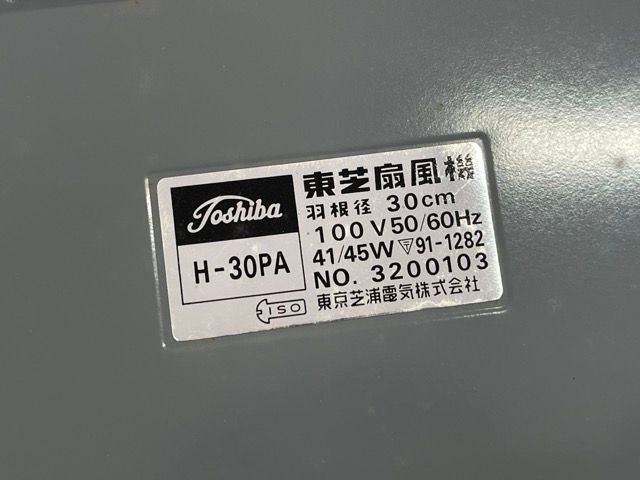 Toshiba
H-30PA
ISO
東芝扇風機
羽根径 30cm
100V50/60Hz
41/45W 〒91-1282
NO. 3200103
東京芝浦電気株式会社